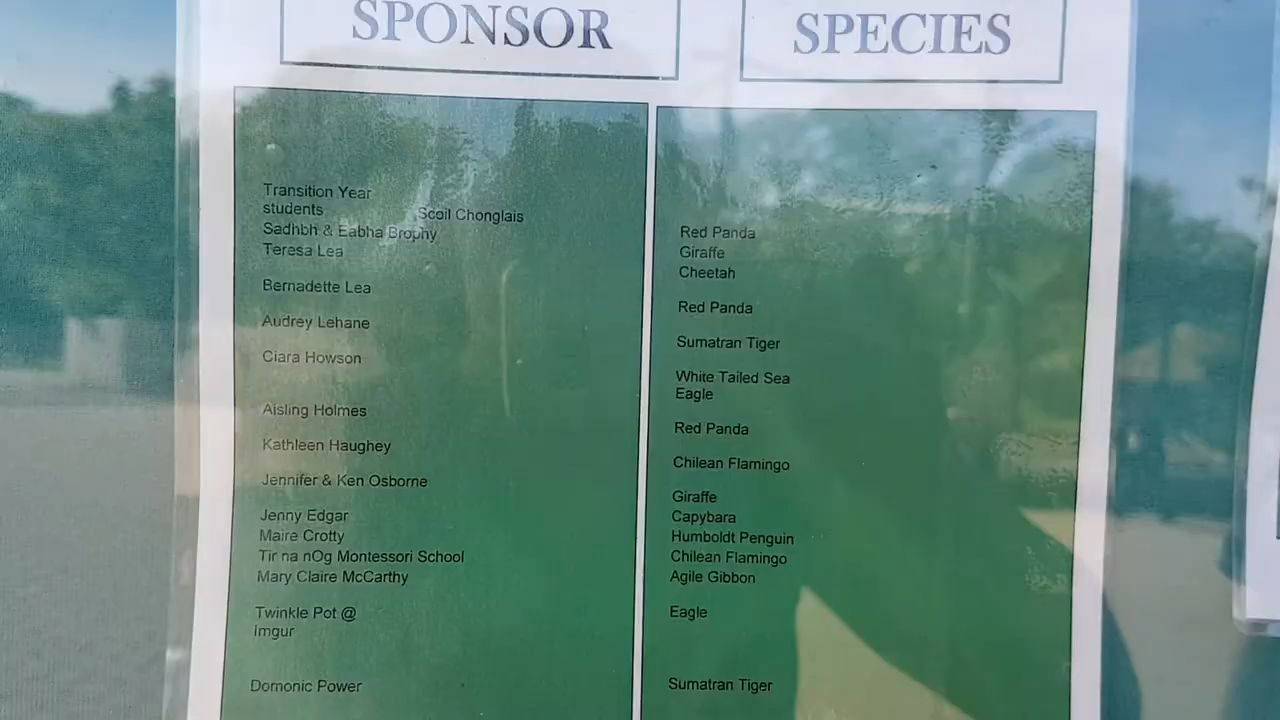 SPONSOR
SPECIES
Transition Year
students Scoil Chonglais
Sadhbh & Eabha Brophy
Teresa Lea
Bernadette Lea
Audrey Lehane
Ciara Howson
Aisling Holmes
Kathleen Haughey
Jennifer & Ken Osborne
Jenny Edgar
Maire Crotty
Tir na nOg Montessori School
Mary Claire McCarthy
Twinkle Pot @
Imgur
Domonic Power
Red Panda
Giraffe
Cheetah
Red Panda
Sumatran Tiger
White Tailed Sea
Eagle
Red Panda
Chilean Flamingo
Giraffe
Capybara
Humboldt Penguin
Chilean Flamingo
Agile Gibbon
Eagle
Sumatran Tiger